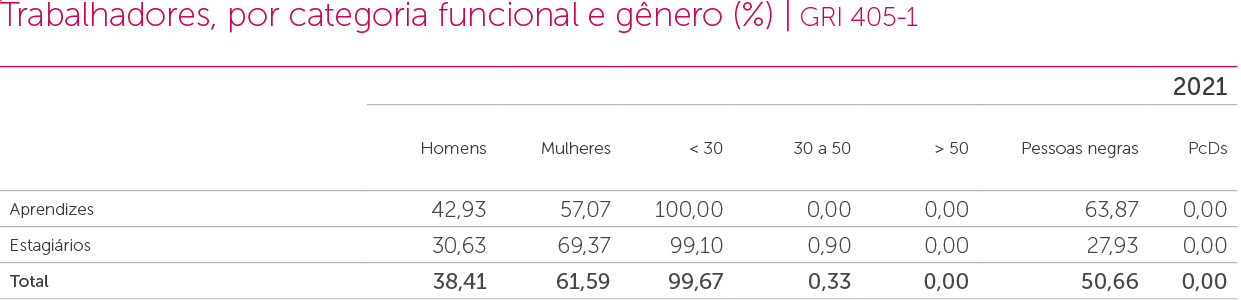 Trabalhadores, por categoria funcional e gênero (%) | GRI 405-1
2021
Homens Mulheres < 30 30 a 50 > 50 Pessoas negras PcDs
Aprendizes 42,93 57,07 100,00 0,00 0,00 63,87 0,00
Estagiários 30,63 69,37 99,10 0,90 0,00 27,93 0,00
Total 38,41 61,59 99,67 0,33 0,00 50,66 0,00